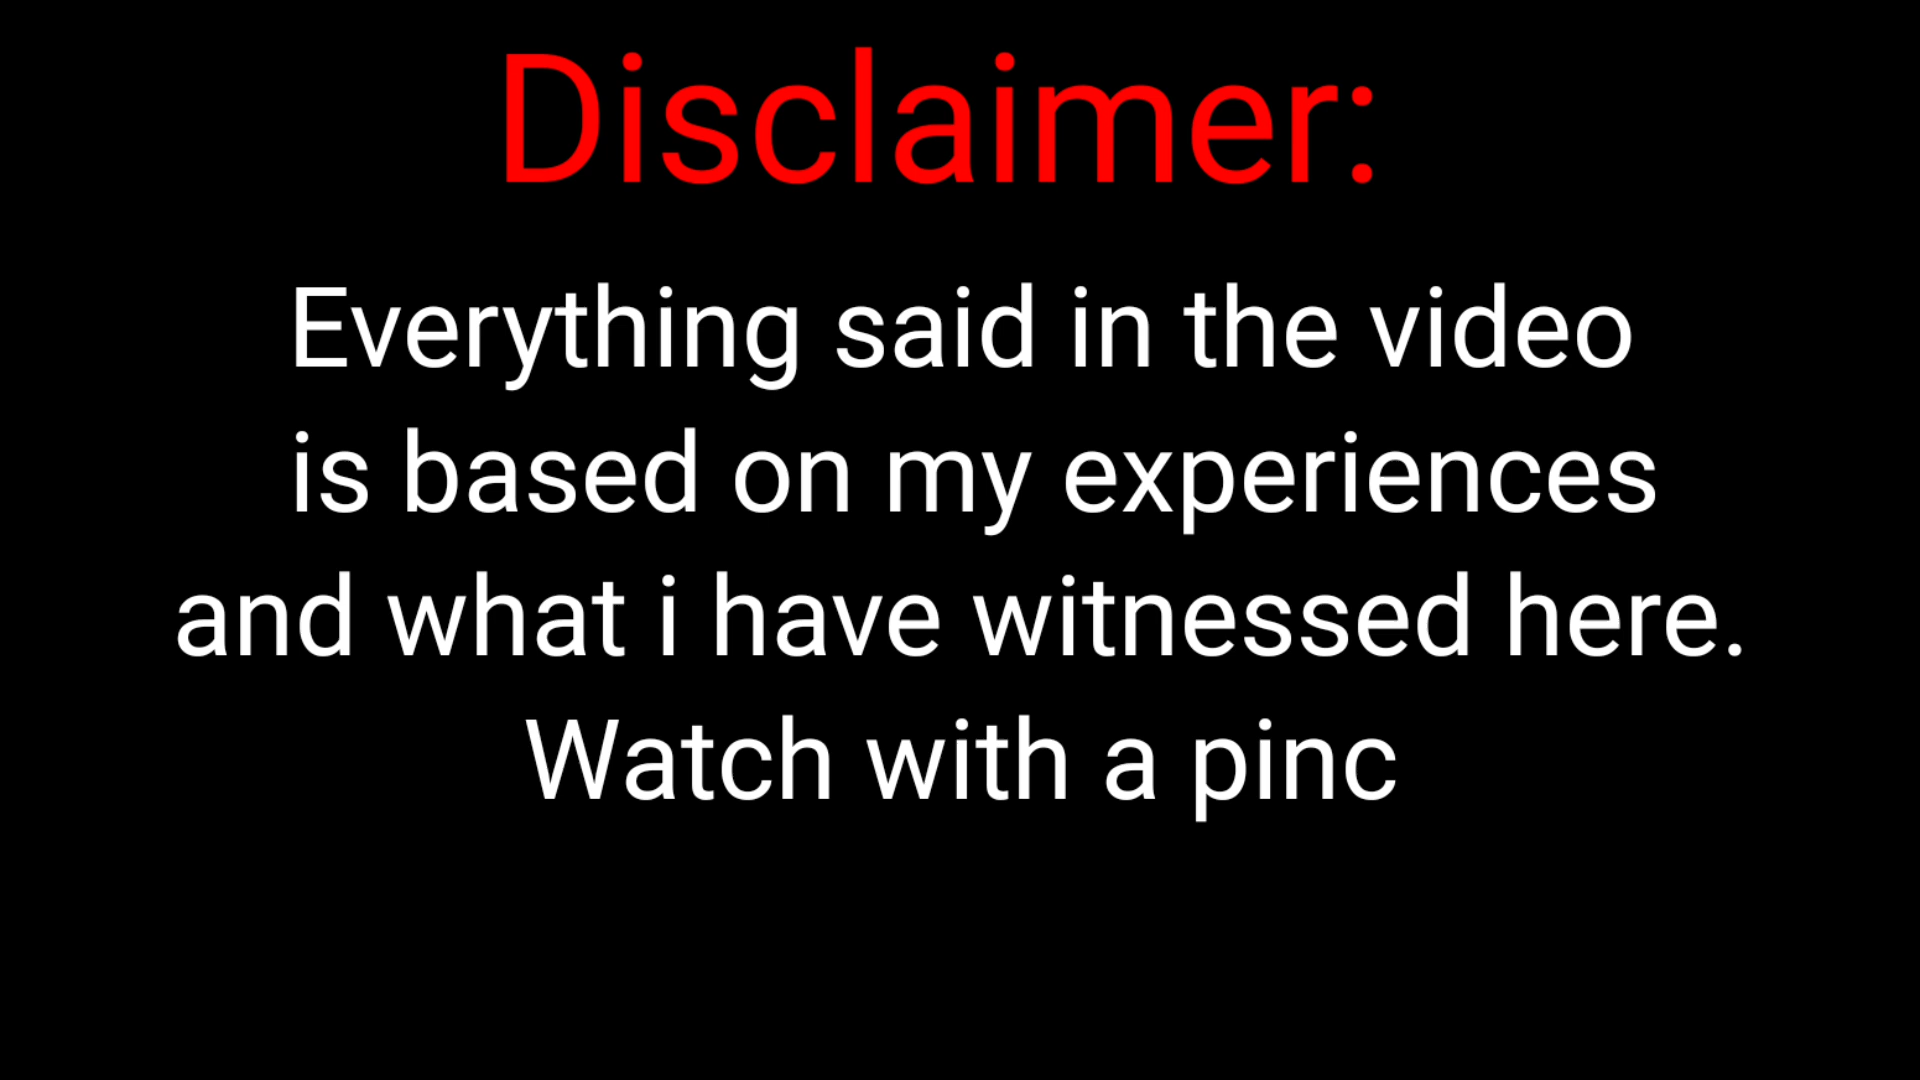 Disclaimer:
Everything said in the video
is based on my experiences
and what i have witnessed here.
Watch with a pinc